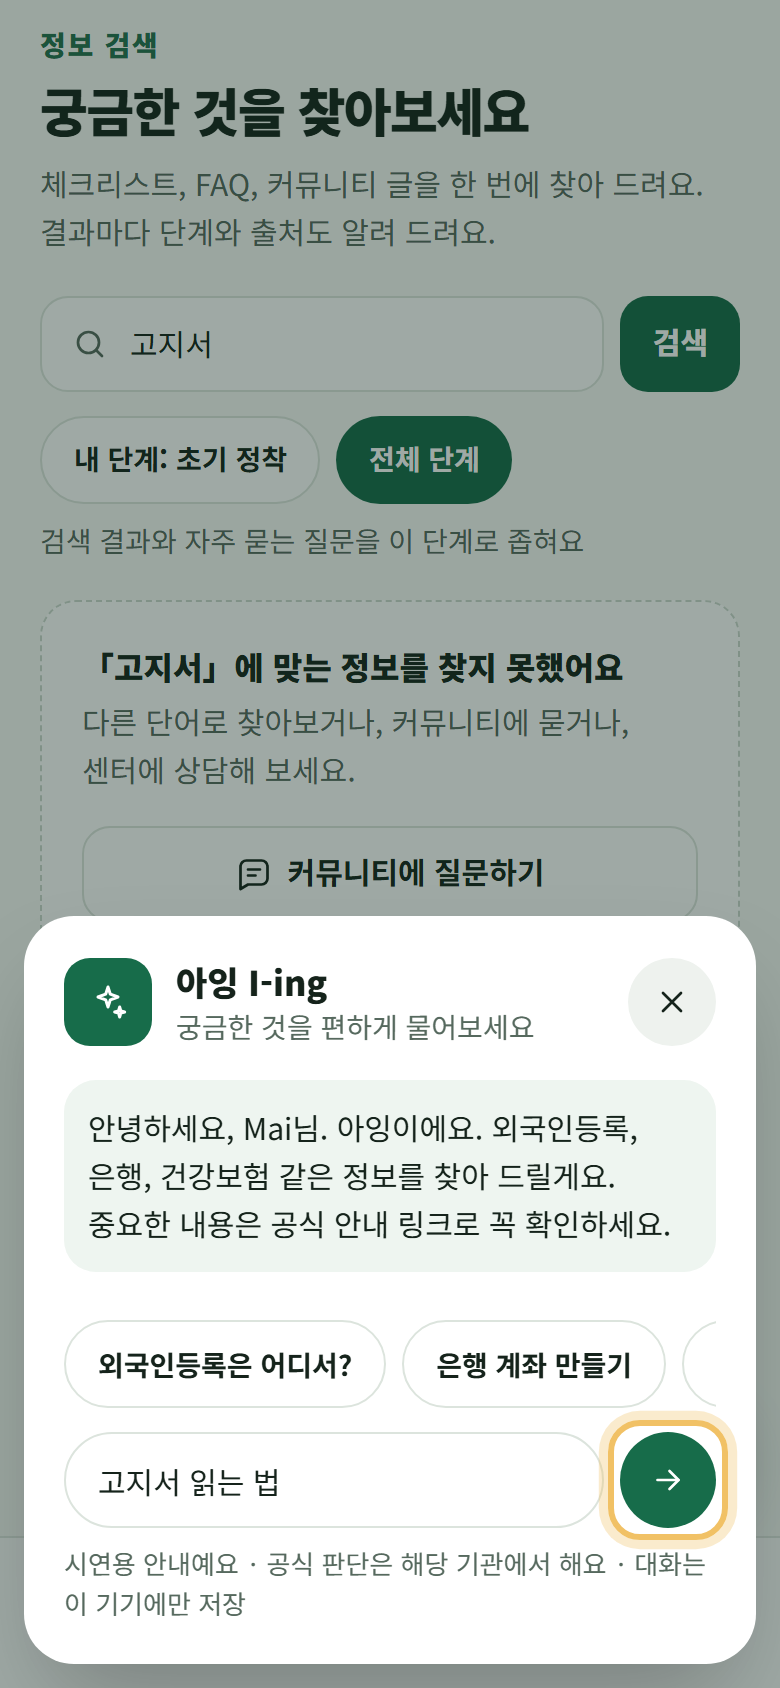 정보 검색
궁금한 것을 찾아보세요
체크리스트, FAQ, 커뮤니티 글을 한 번에 찾아 드려요.
결과마다 단계와 출처도 알려 드려요.
고지서
검색
내 단계: 초기 정착
전체 단계
검색 결과와 자주 묻는 질문을 이 단계로 좁혀요
「고지서」에 맞는 정보를 찾지 못했어요
다른 단어로 찾아보거나, 커뮤니티에 묻거나,
센터에 상담해 보세요.
커뮤니티에 질문하기
아잉 I-ing
궁금한 것을 편하게 물어보세요
안녕하세요, Mai님. 아잉이에요. 외국인등록,
은행, 건강보험 같은 정보를 찾아 드릴게요.
중요한 내용은 공식 안내 링크로 꼭 확인하세요.
외국인등록은 어디서?
은행 계좌 만들기
고지서 읽는 법
시연용 안내예요 · 공식 판단은 해당 기관에서 해요 · 대화는
이 기기에만 저장